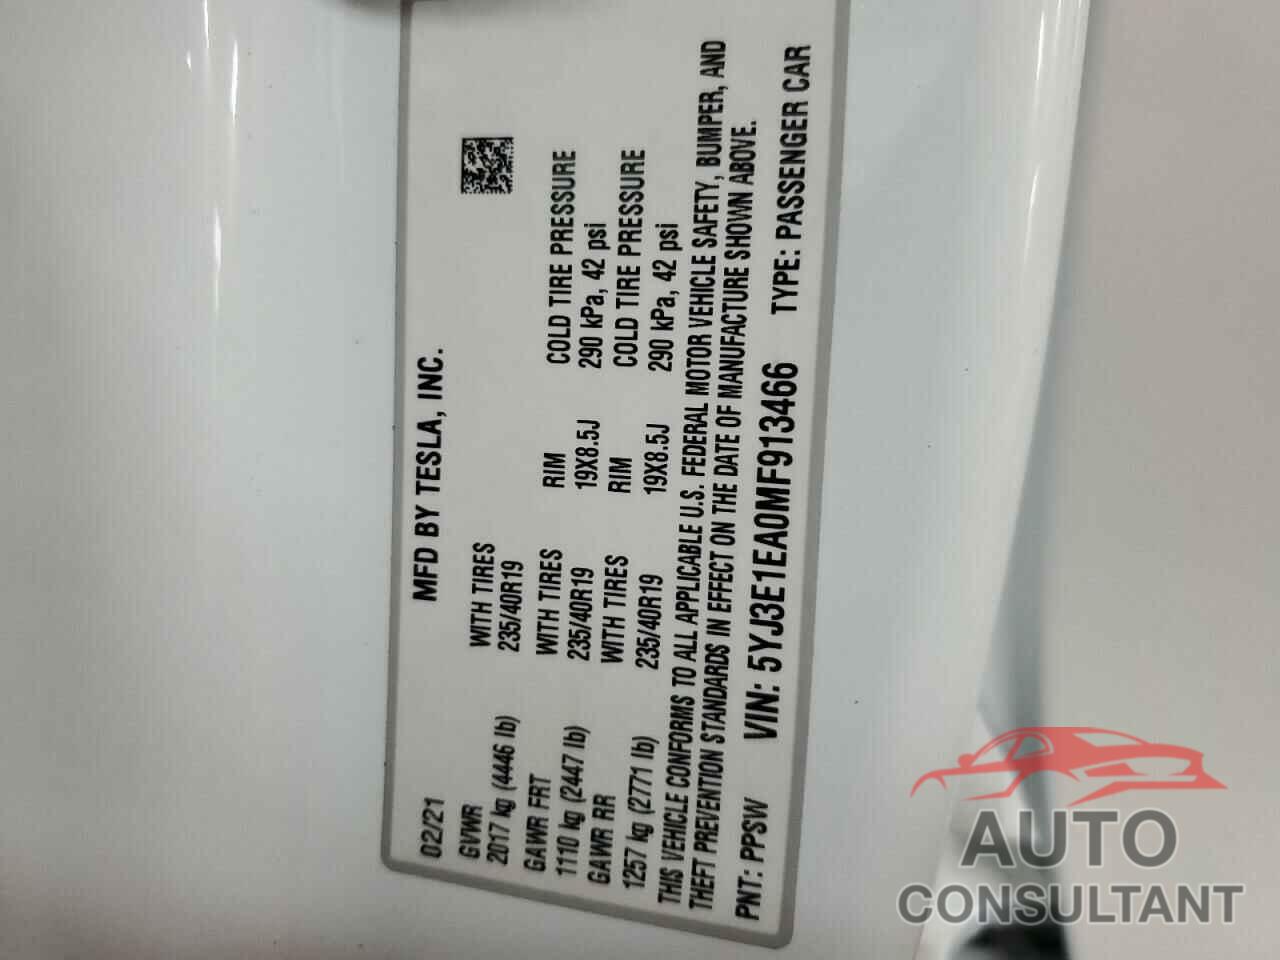 MFD BY TESLA, INC.
02/21
GVWR WITH TIRES
2017 kg (4446 lb) 235/40R19
GAWR FRT WITH TIRES RIM COLD TIRE PRESSURE
1110 kg (2447 lb) 235/40R19 19X8.5J 290 kPa, 42 psi
GAWR RR WITH TIRES RIM COLD TIRE PRESSURE
1257 kg (2771 lb) 235/40R19 19X8.5J 290 kPa, 42 psi
THIS VEHICLE CONFORMS TO ALL APPLICABLE U.S. FEDERAL MOTOR VEHICLE SAFETY, BUMPER, AND
THEFT PREVENTION STANDARDS IN EFFECT ON THE DATE OF MANUFACTURE SHOWN ABOVE.
PNT: PPSW VIN: 5YJ3E1EA0MF913466 TYPE: PASSENGER CAR
AUTO
CONSULTANT